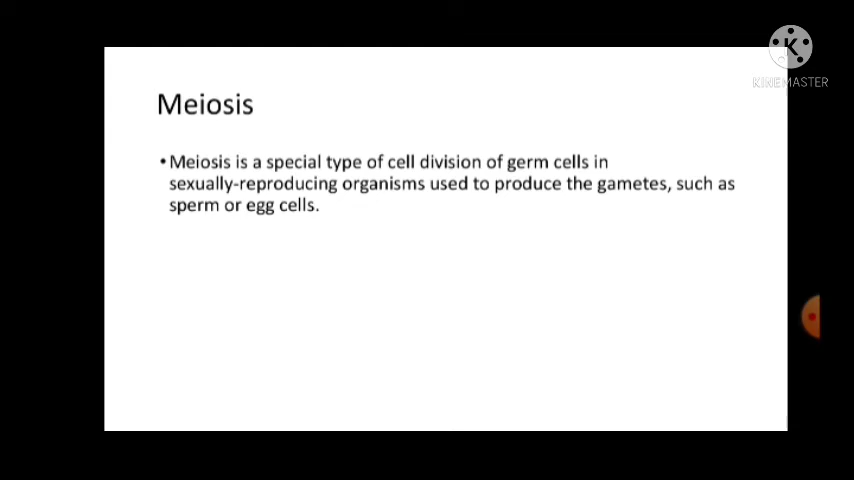 K
KINEMASTER
Meiosis
• Meiosis is a special type of cell division of germ cells in
sexually-reproducing organisms used to produce the gametes, such as
sperm or egg cells.